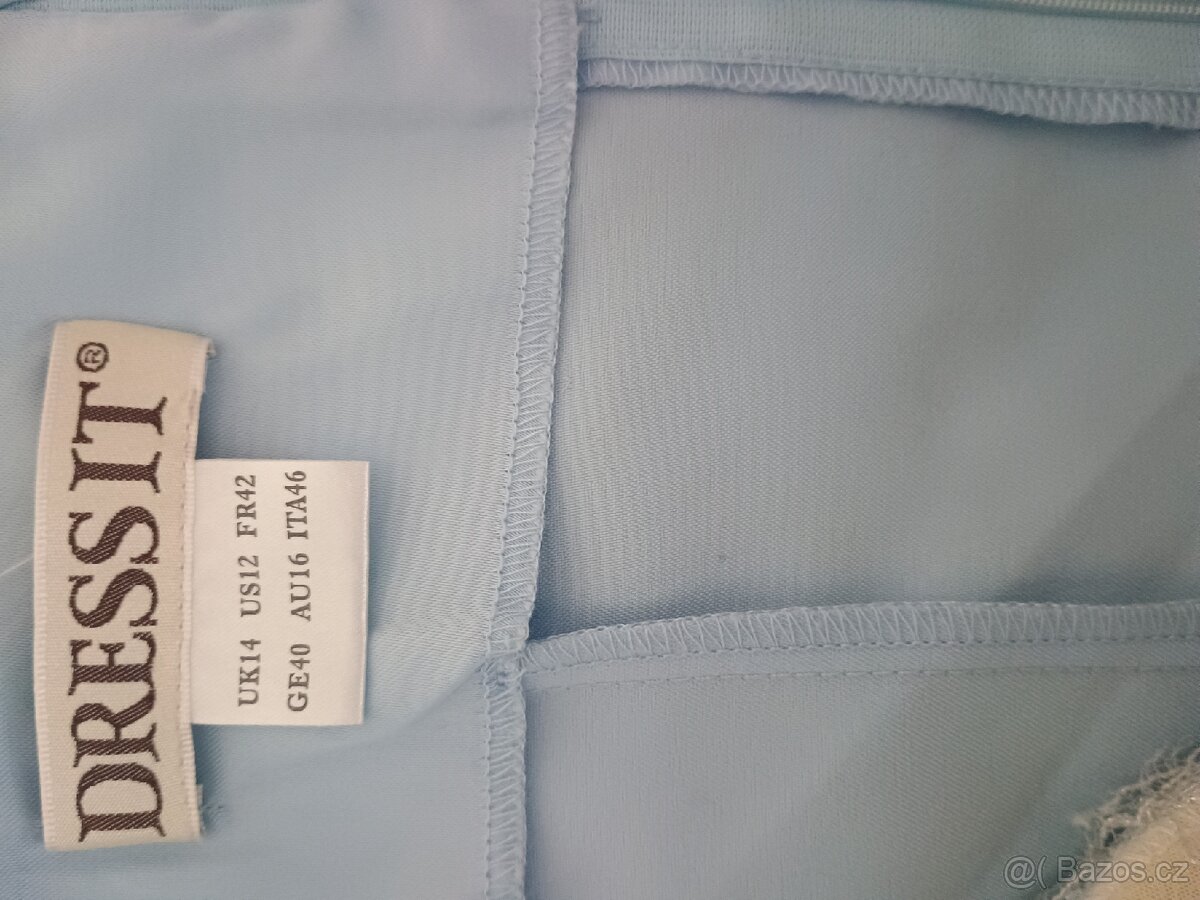 DRESS IT®
UK14 US12 FR42
GE40 AU16 ITA46
@( Bazos.cz